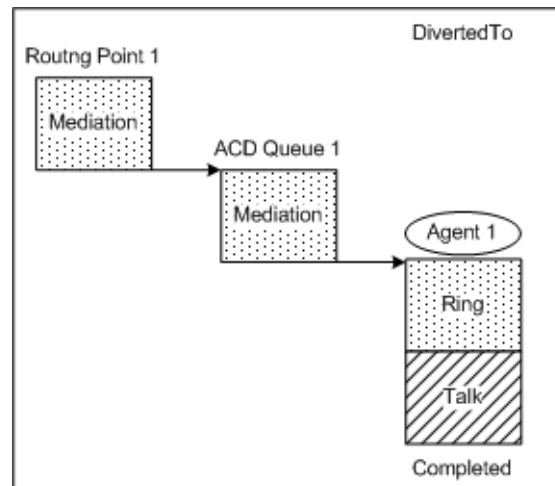 DivertedTo
Routng Point 1
Mediation
ACD Queue 1
Mediation
Agent 1
Ring
Talk
Completed